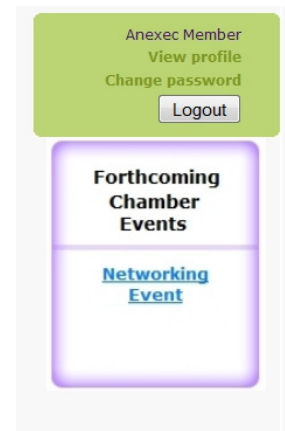 Anexec Member
View profile
Change password
Logout
Forthcoming
Chamber
Events
Networking
Event